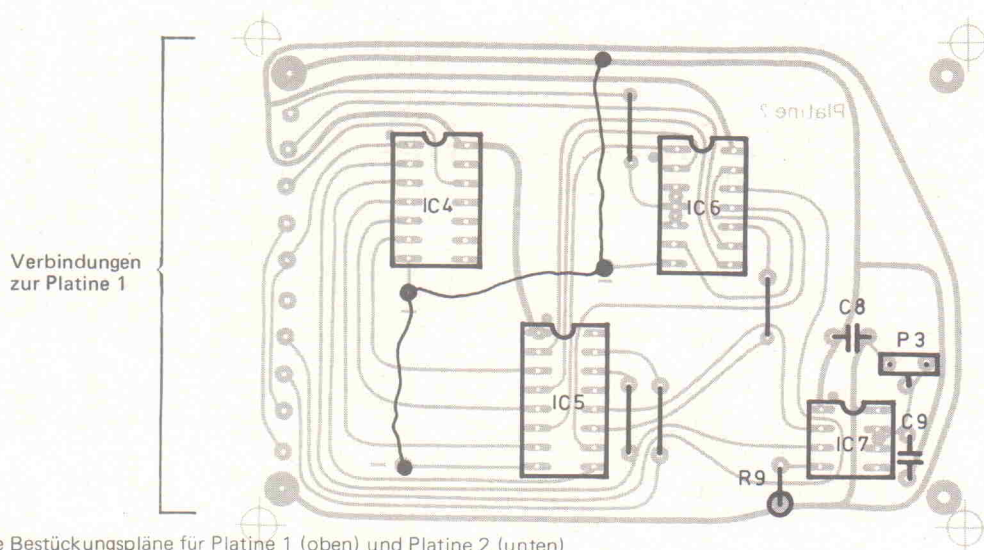 Platine 2
IC4
IC6
Verbindungen
zur Platine 1
C8
P3
IC5
IC7
C9
R9
e Bestückungspläne für Platine 1 (oben) und Platine 2 (unten)